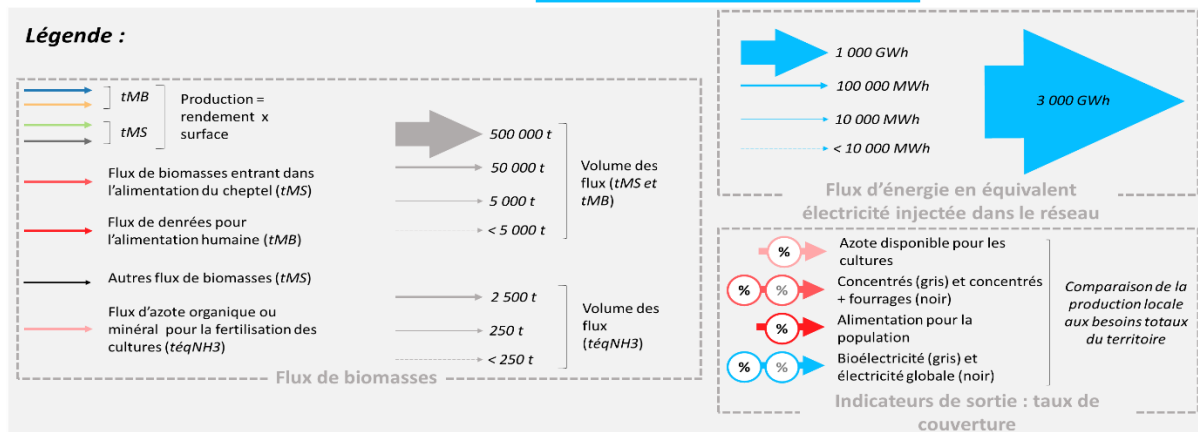 Légende :
tMB
tMS
Production =
rendement x
surface
Flux de biomasses entrant dans
l'alimentation du cheptel (tMS)
Flux de denrées pour
l'alimentation humaine (tMB)
Autres flux de biomasses (tMS)
Flux d'azote organique ou
minéral pour la fertilisation des
cultures (téqNH3)
500 000 t
50 000 t
5 000 t
< 5 000 t
Volume des
flux (tMS et
tMB)
2 500 t
250 t
< 250 t
Volume des
flux
(téqNH3)
Flux de biomasses
1 000 GWh
100 000 MWh
10 000 MWh
< 10 000 MWh
3 000 GWh
Flux d'énergie en équivalent
électricité injectée dans le réseau
% Azote disponible pour les
cultures
% % Concentrés (gris) et concentrés
+ fourrages (noir)
% Alimentation pour la
population
% % Bioélectricité (gris) et
électricité globale (noir)
Comparaison de la
production locale
aux besoins totaux
du territoire
Indicateurs de sortie : taux de
couverture